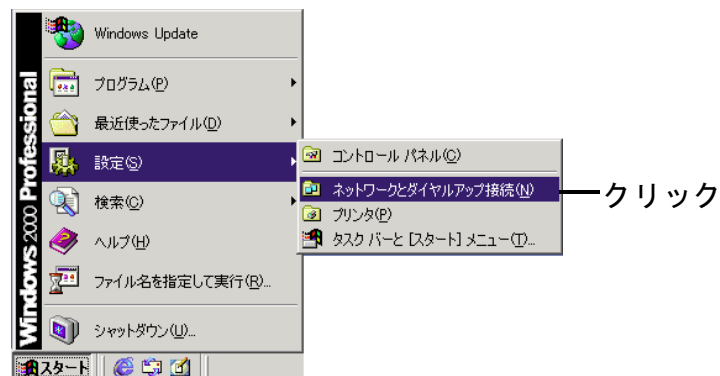 Windows 2000 Professional
Windows Update
プログラム(P)
最近使ったファイル(D)
設定(S)
検索(C)
ヘルプ(H)
ファイル名を指定して実行(R)...
シャットダウン(U)...
コントロール パネル(C)
ネットワークとダイヤルアップ接続(N)
プリンタ(P)
タスク バーと [スタート] メニュー(T)...
クリック
スタート